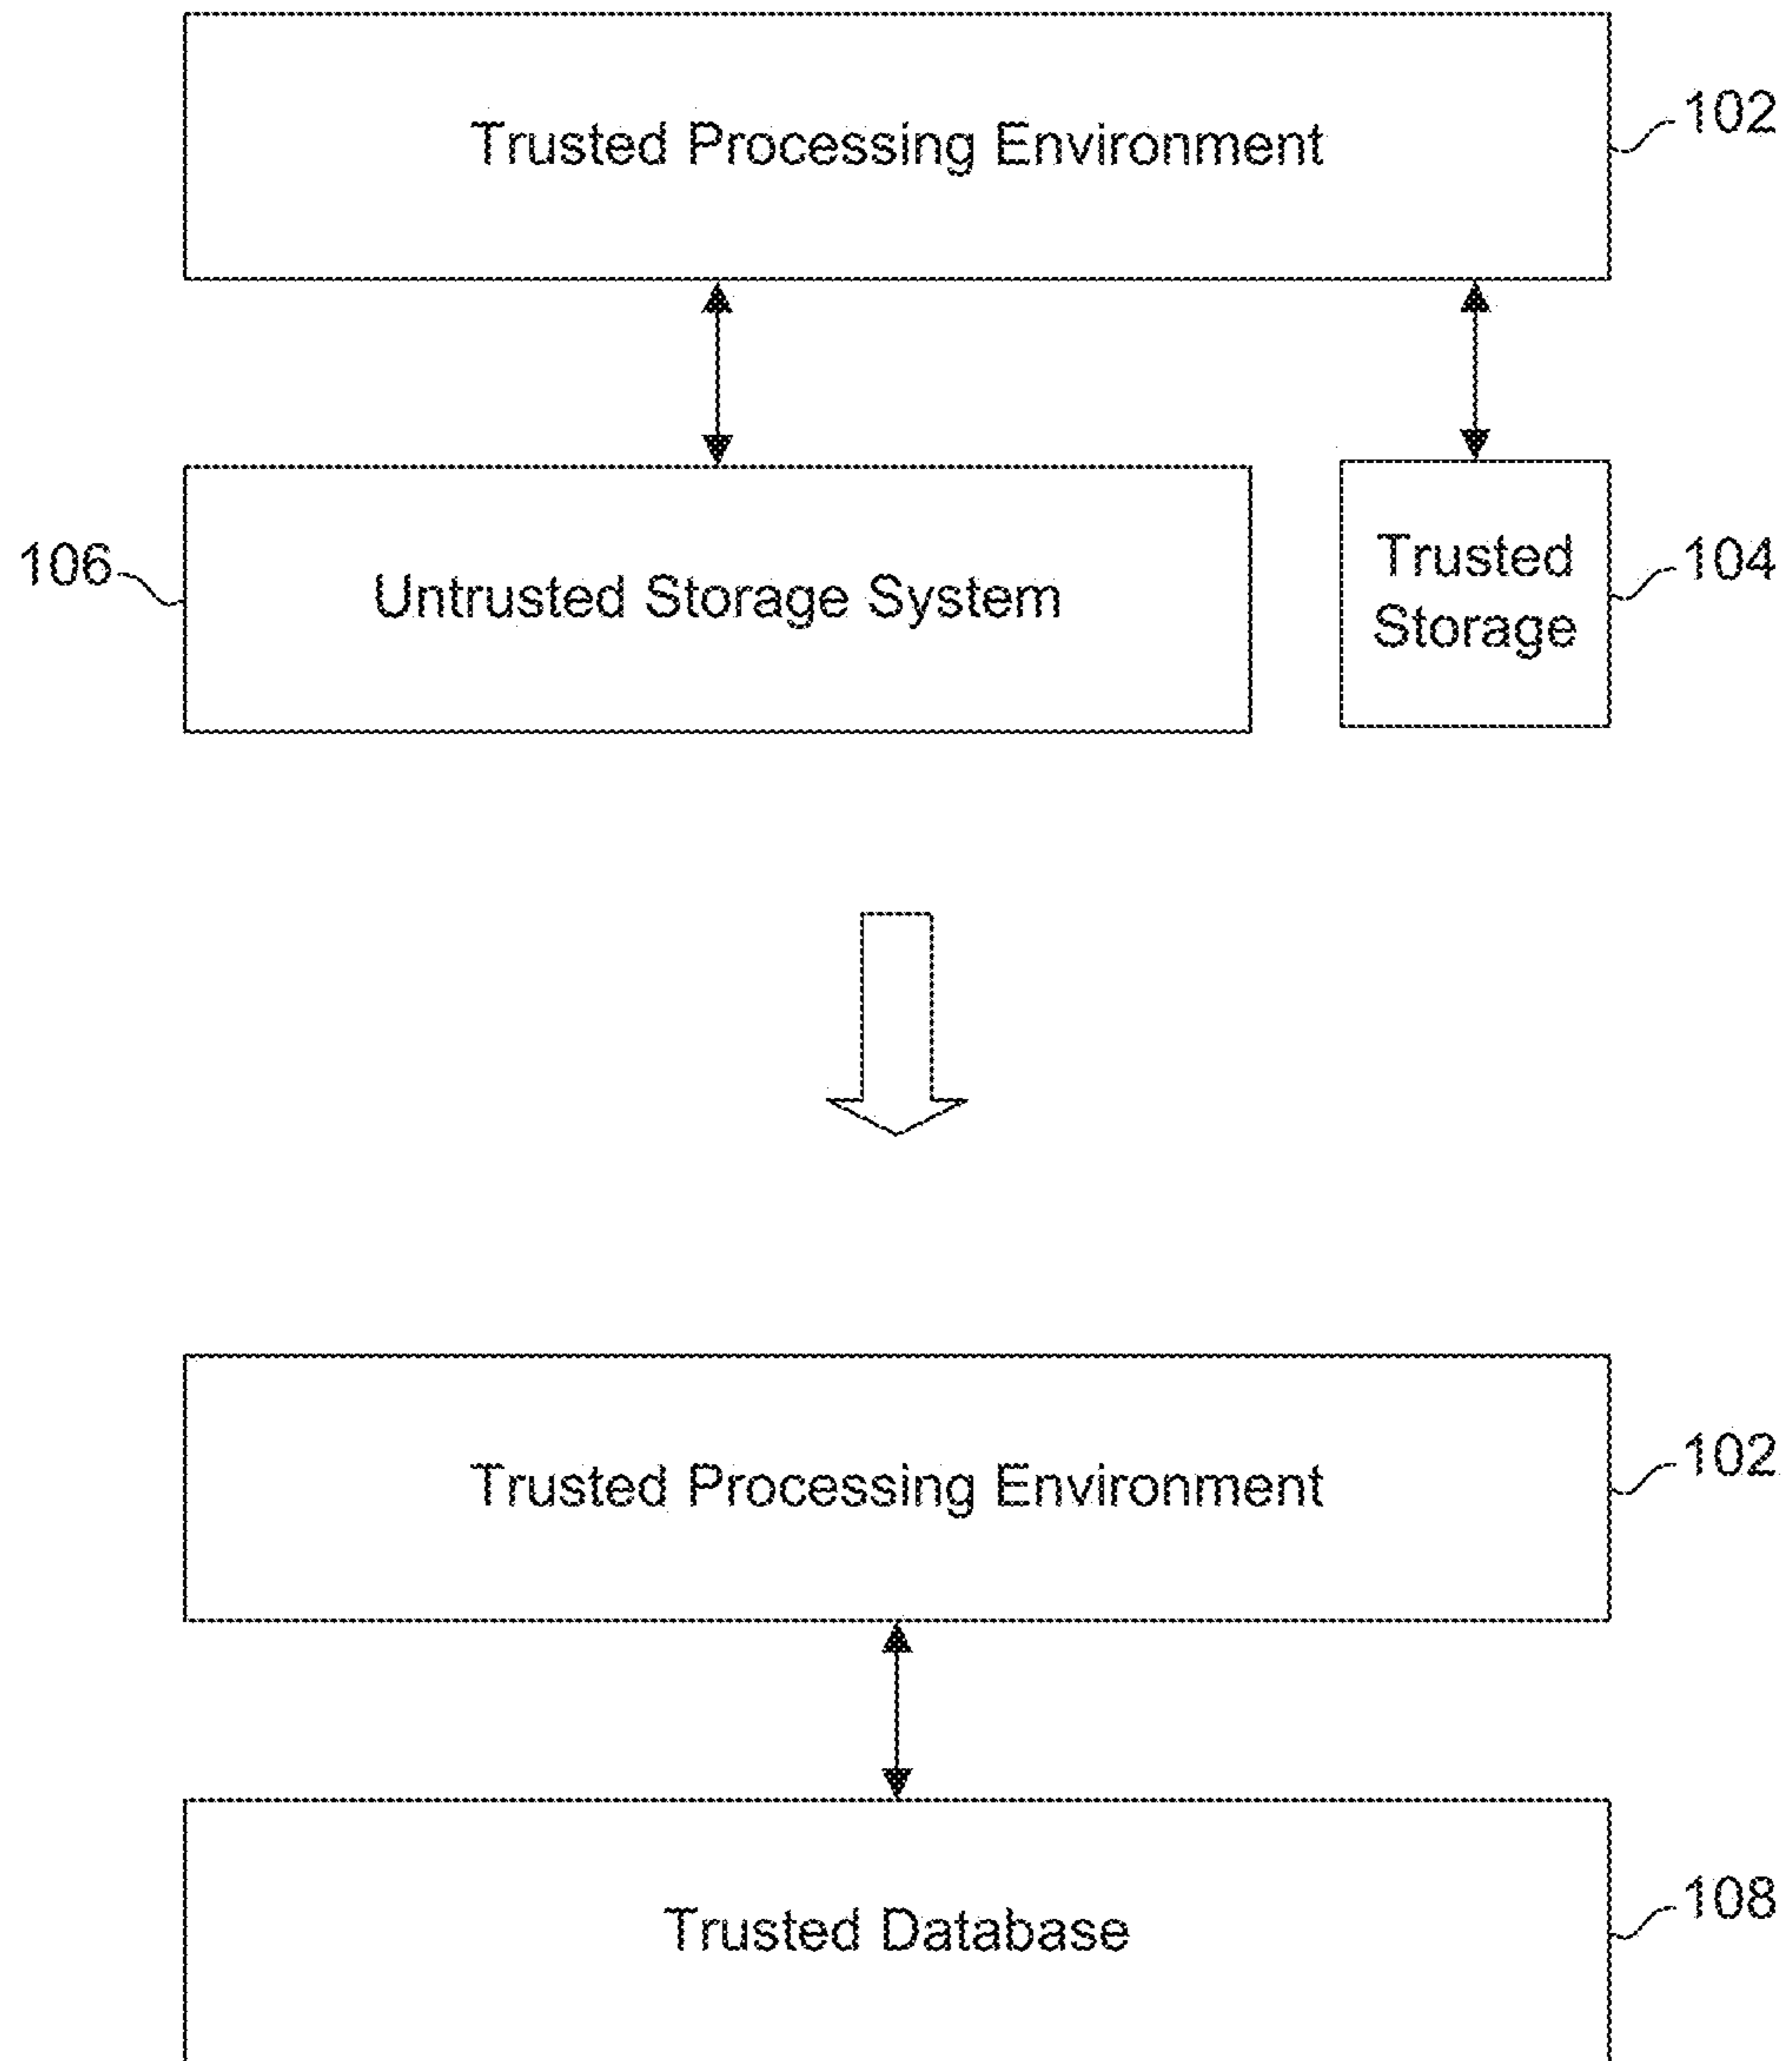 Trusted Processing Environment
102
106
Untrusted Storage System
Trusted
Storage
104
Trusted Processing Environment
102
Trusted Database
108